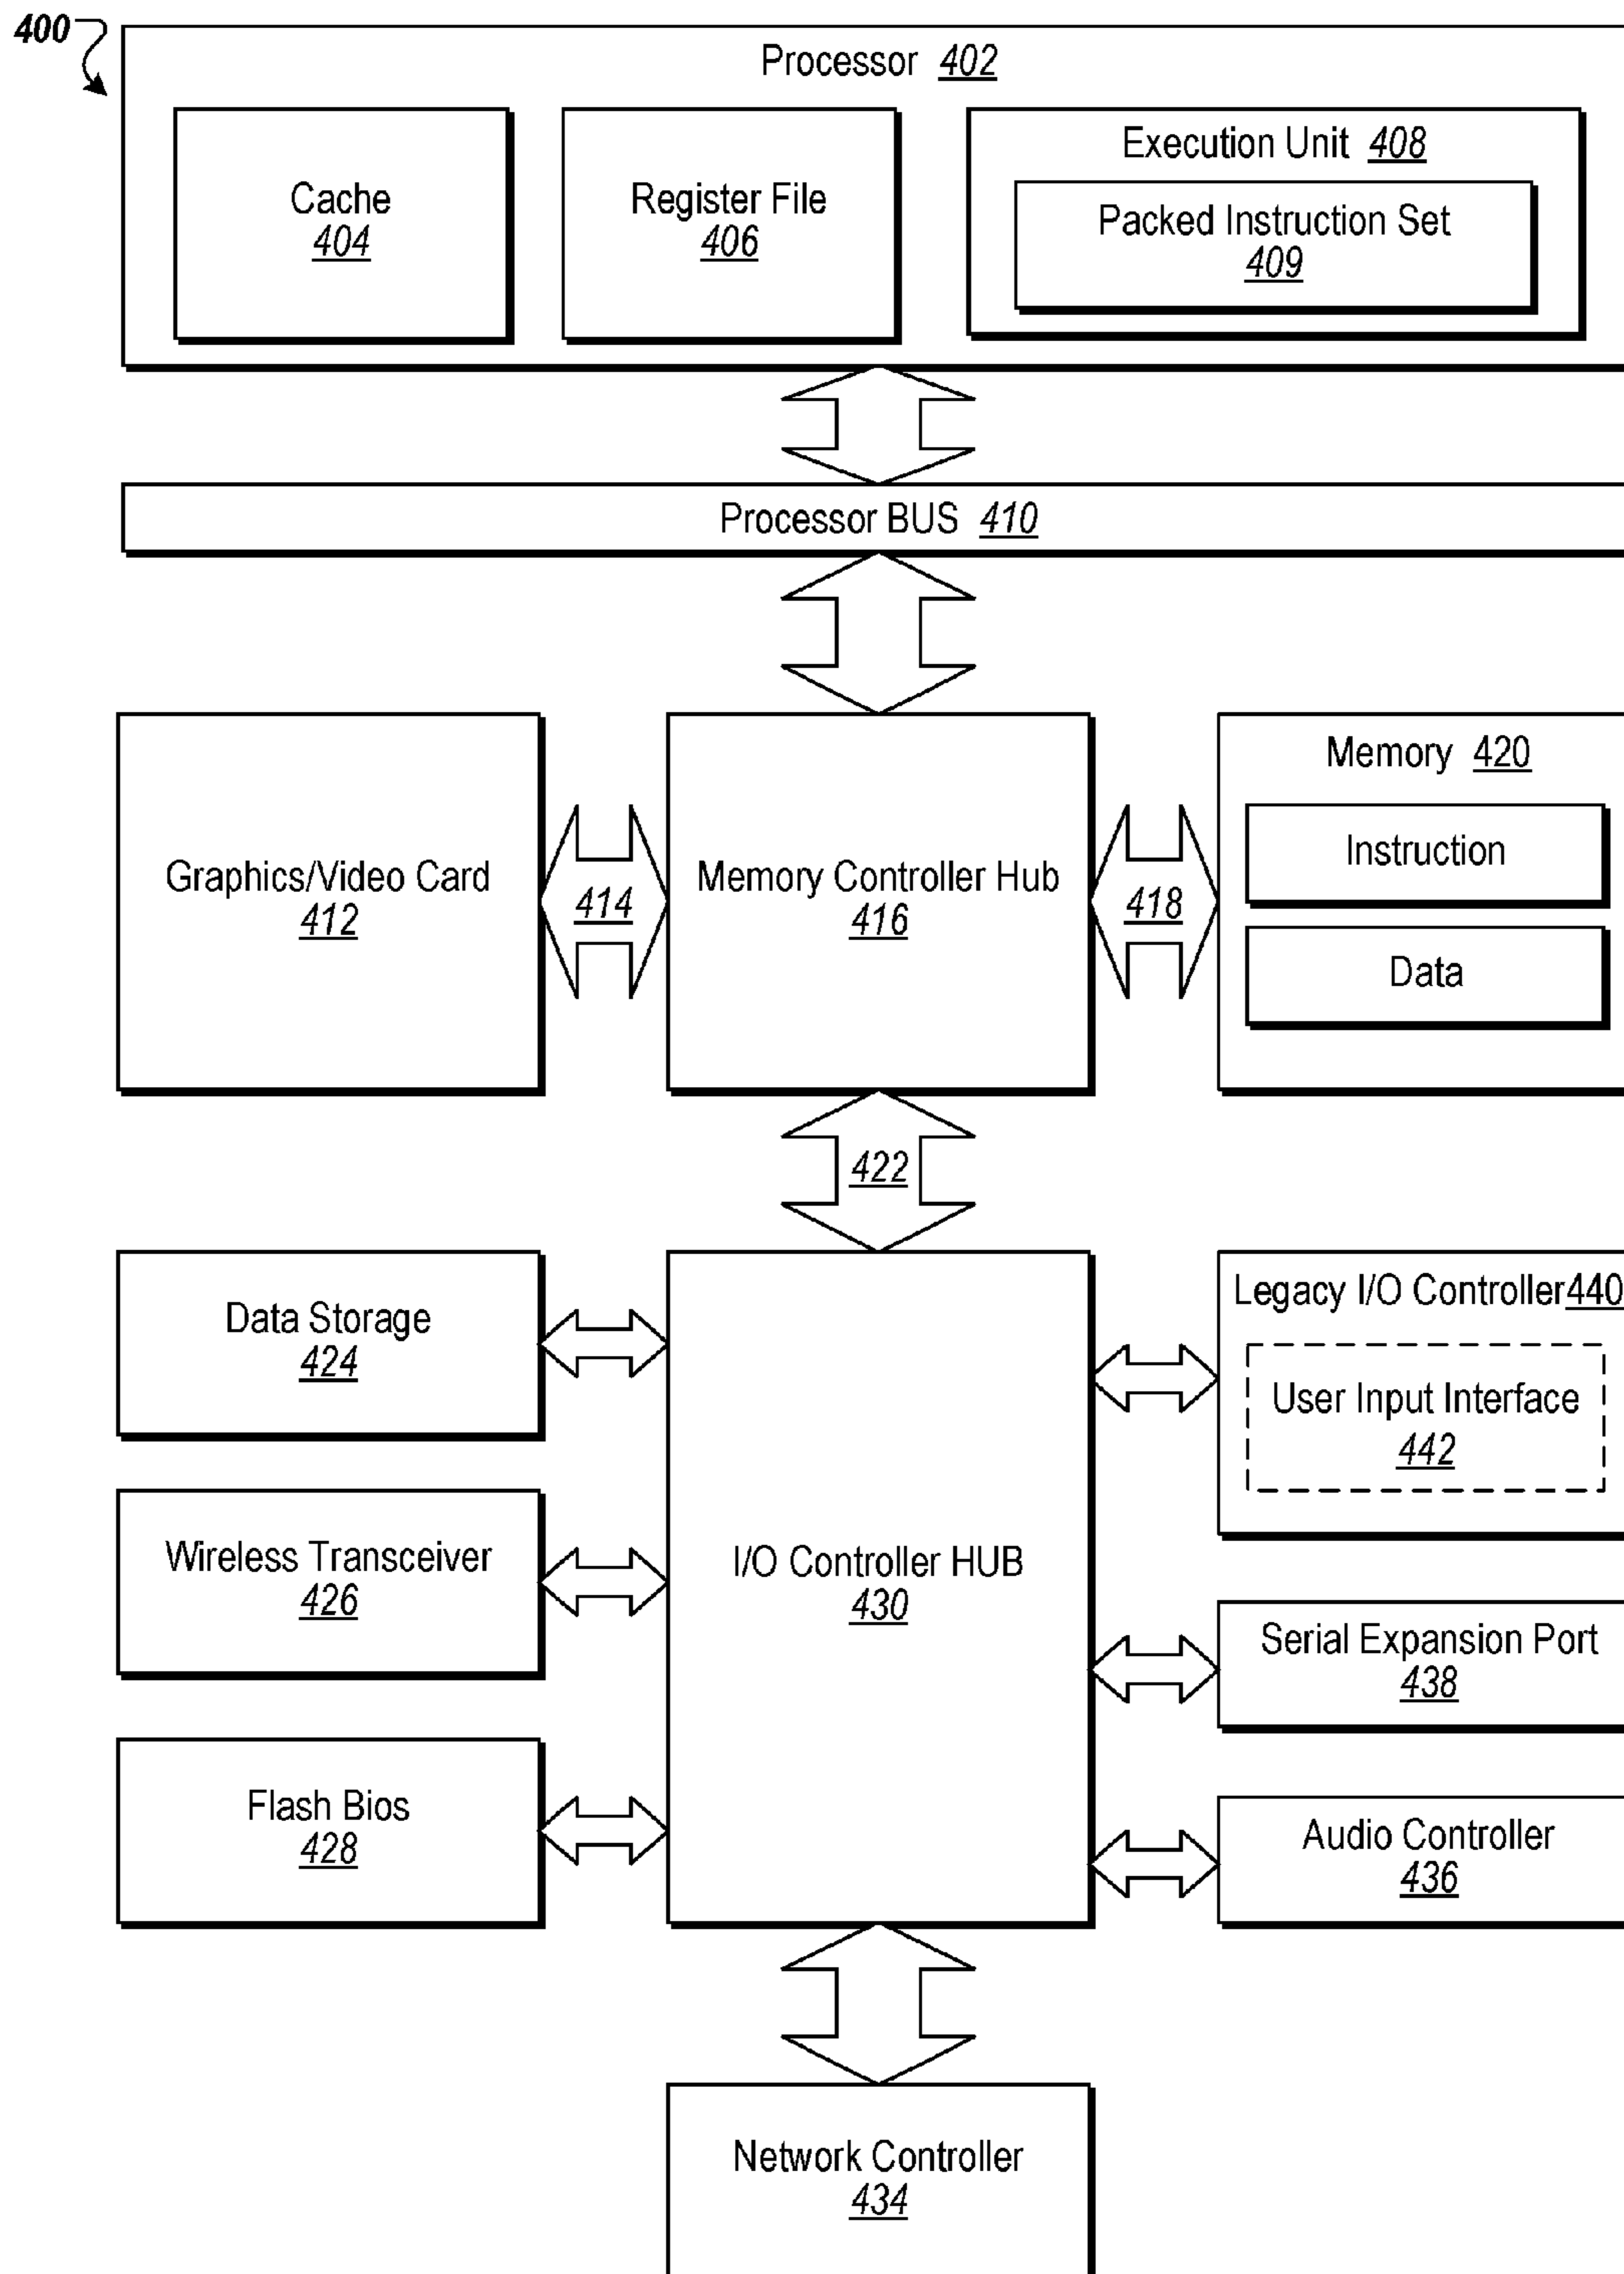 400
Processor 402
Cache
404
Register File
406
Execution Unit 408
Packed Instruction Set
409
Processor BUS 410
Graphics/Video Card
412
414
Memory Controller Hub
416
418
Memory 420
Instruction
Data
422
Data Storage
424
Wireless Transceiver
426
Flash Bios
428
I/O Controller HUB
430
Legacy I/O Controller440
User Input Interface
442
Serial Expansion Port
438
Audio Controller
436
Network Controller
434